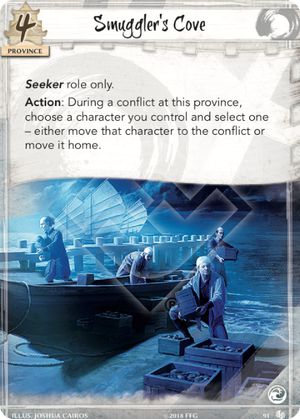 Smuggler's Cove
4
PROVINCE
Seeker role only.
Action: During a conflict at this province,
choose a character you control and select one
– either move that character to the conflict or
move it home.
ILLUS: JOSHUA CAIROS
© 2018 FFG
91